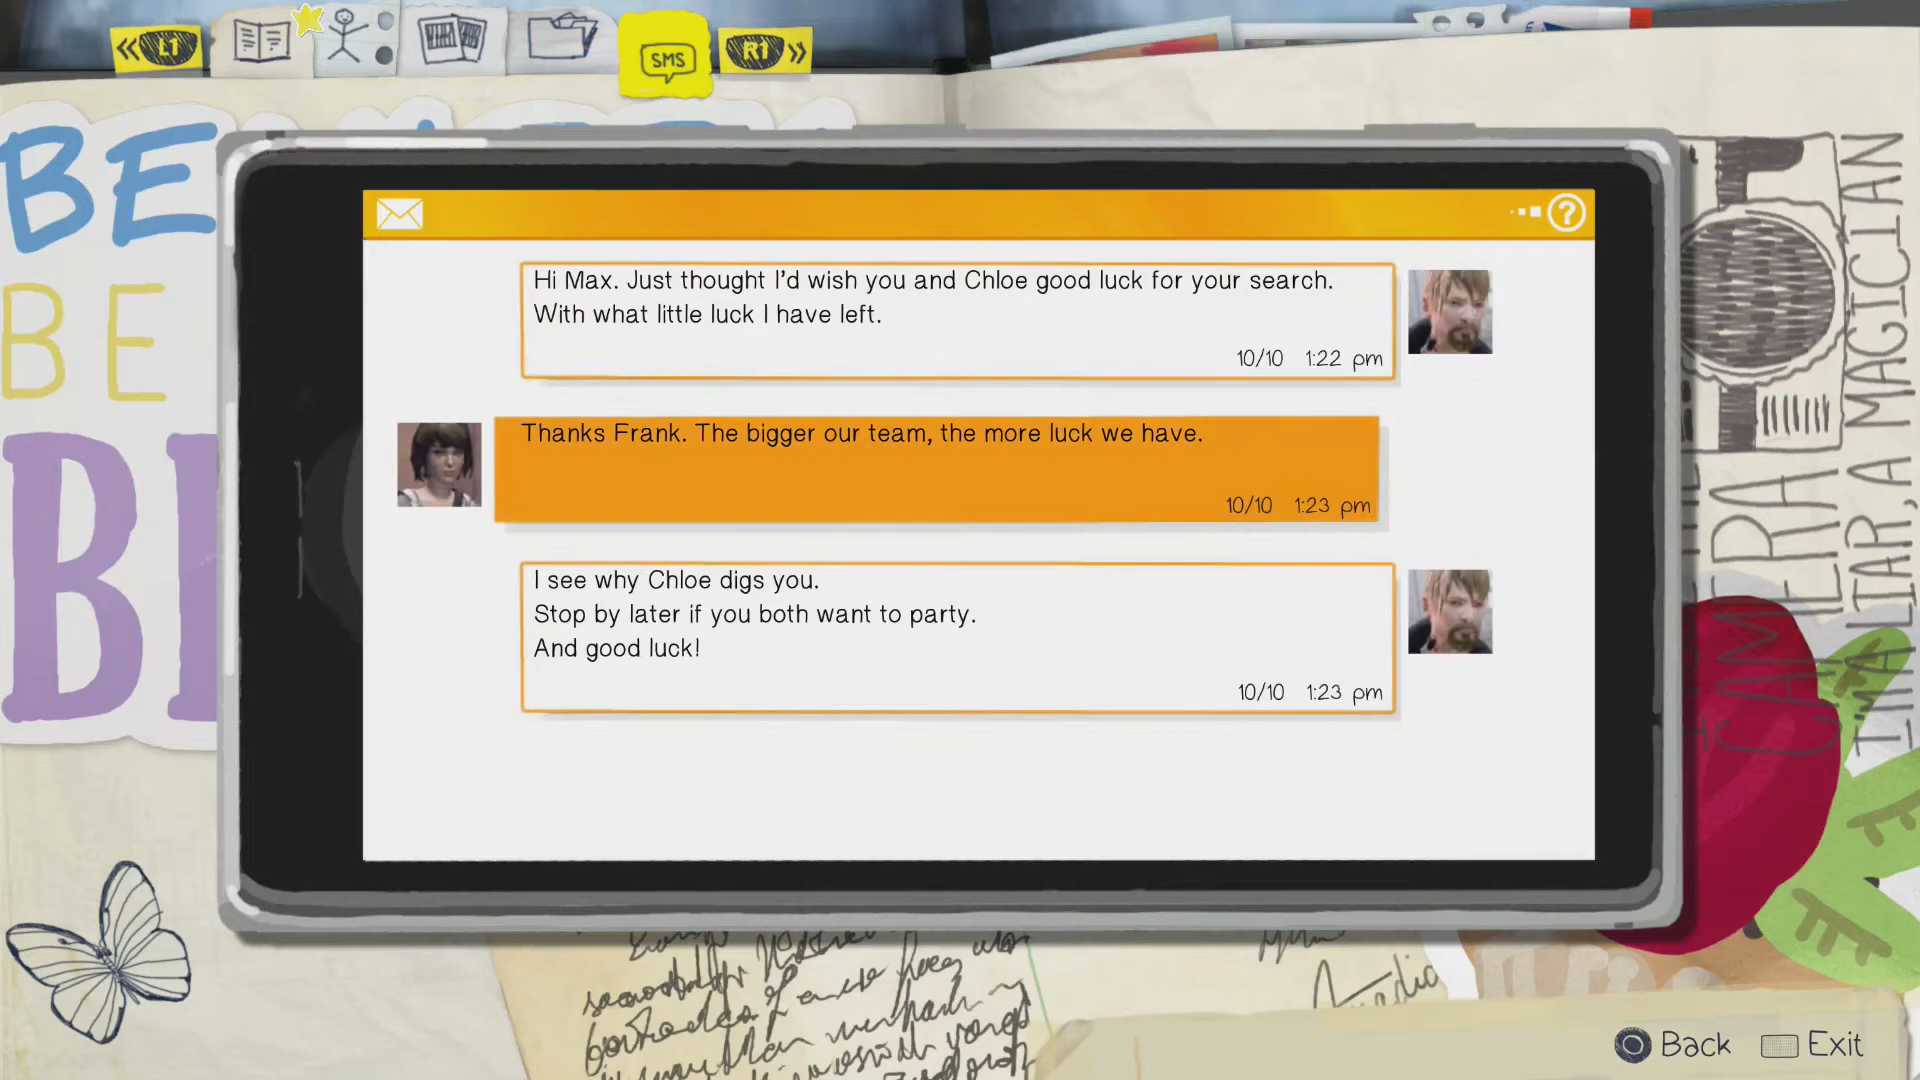 L1
SMS
R1
BE
BE
Hi Max. Just thought I'd wish you and Chloe good luck for your search.
With what little luck I have left.
10/10 1:22 pm
Thanks Frank. The bigger our team, the more luck we have.
10/10 1:23 pm
I see why Chloe digs you.
Stop by later if you both want to party.
And good luck!
10/10 1:23 pm
CAMERA
LIAR, A MAGICIAN
Back
Exit